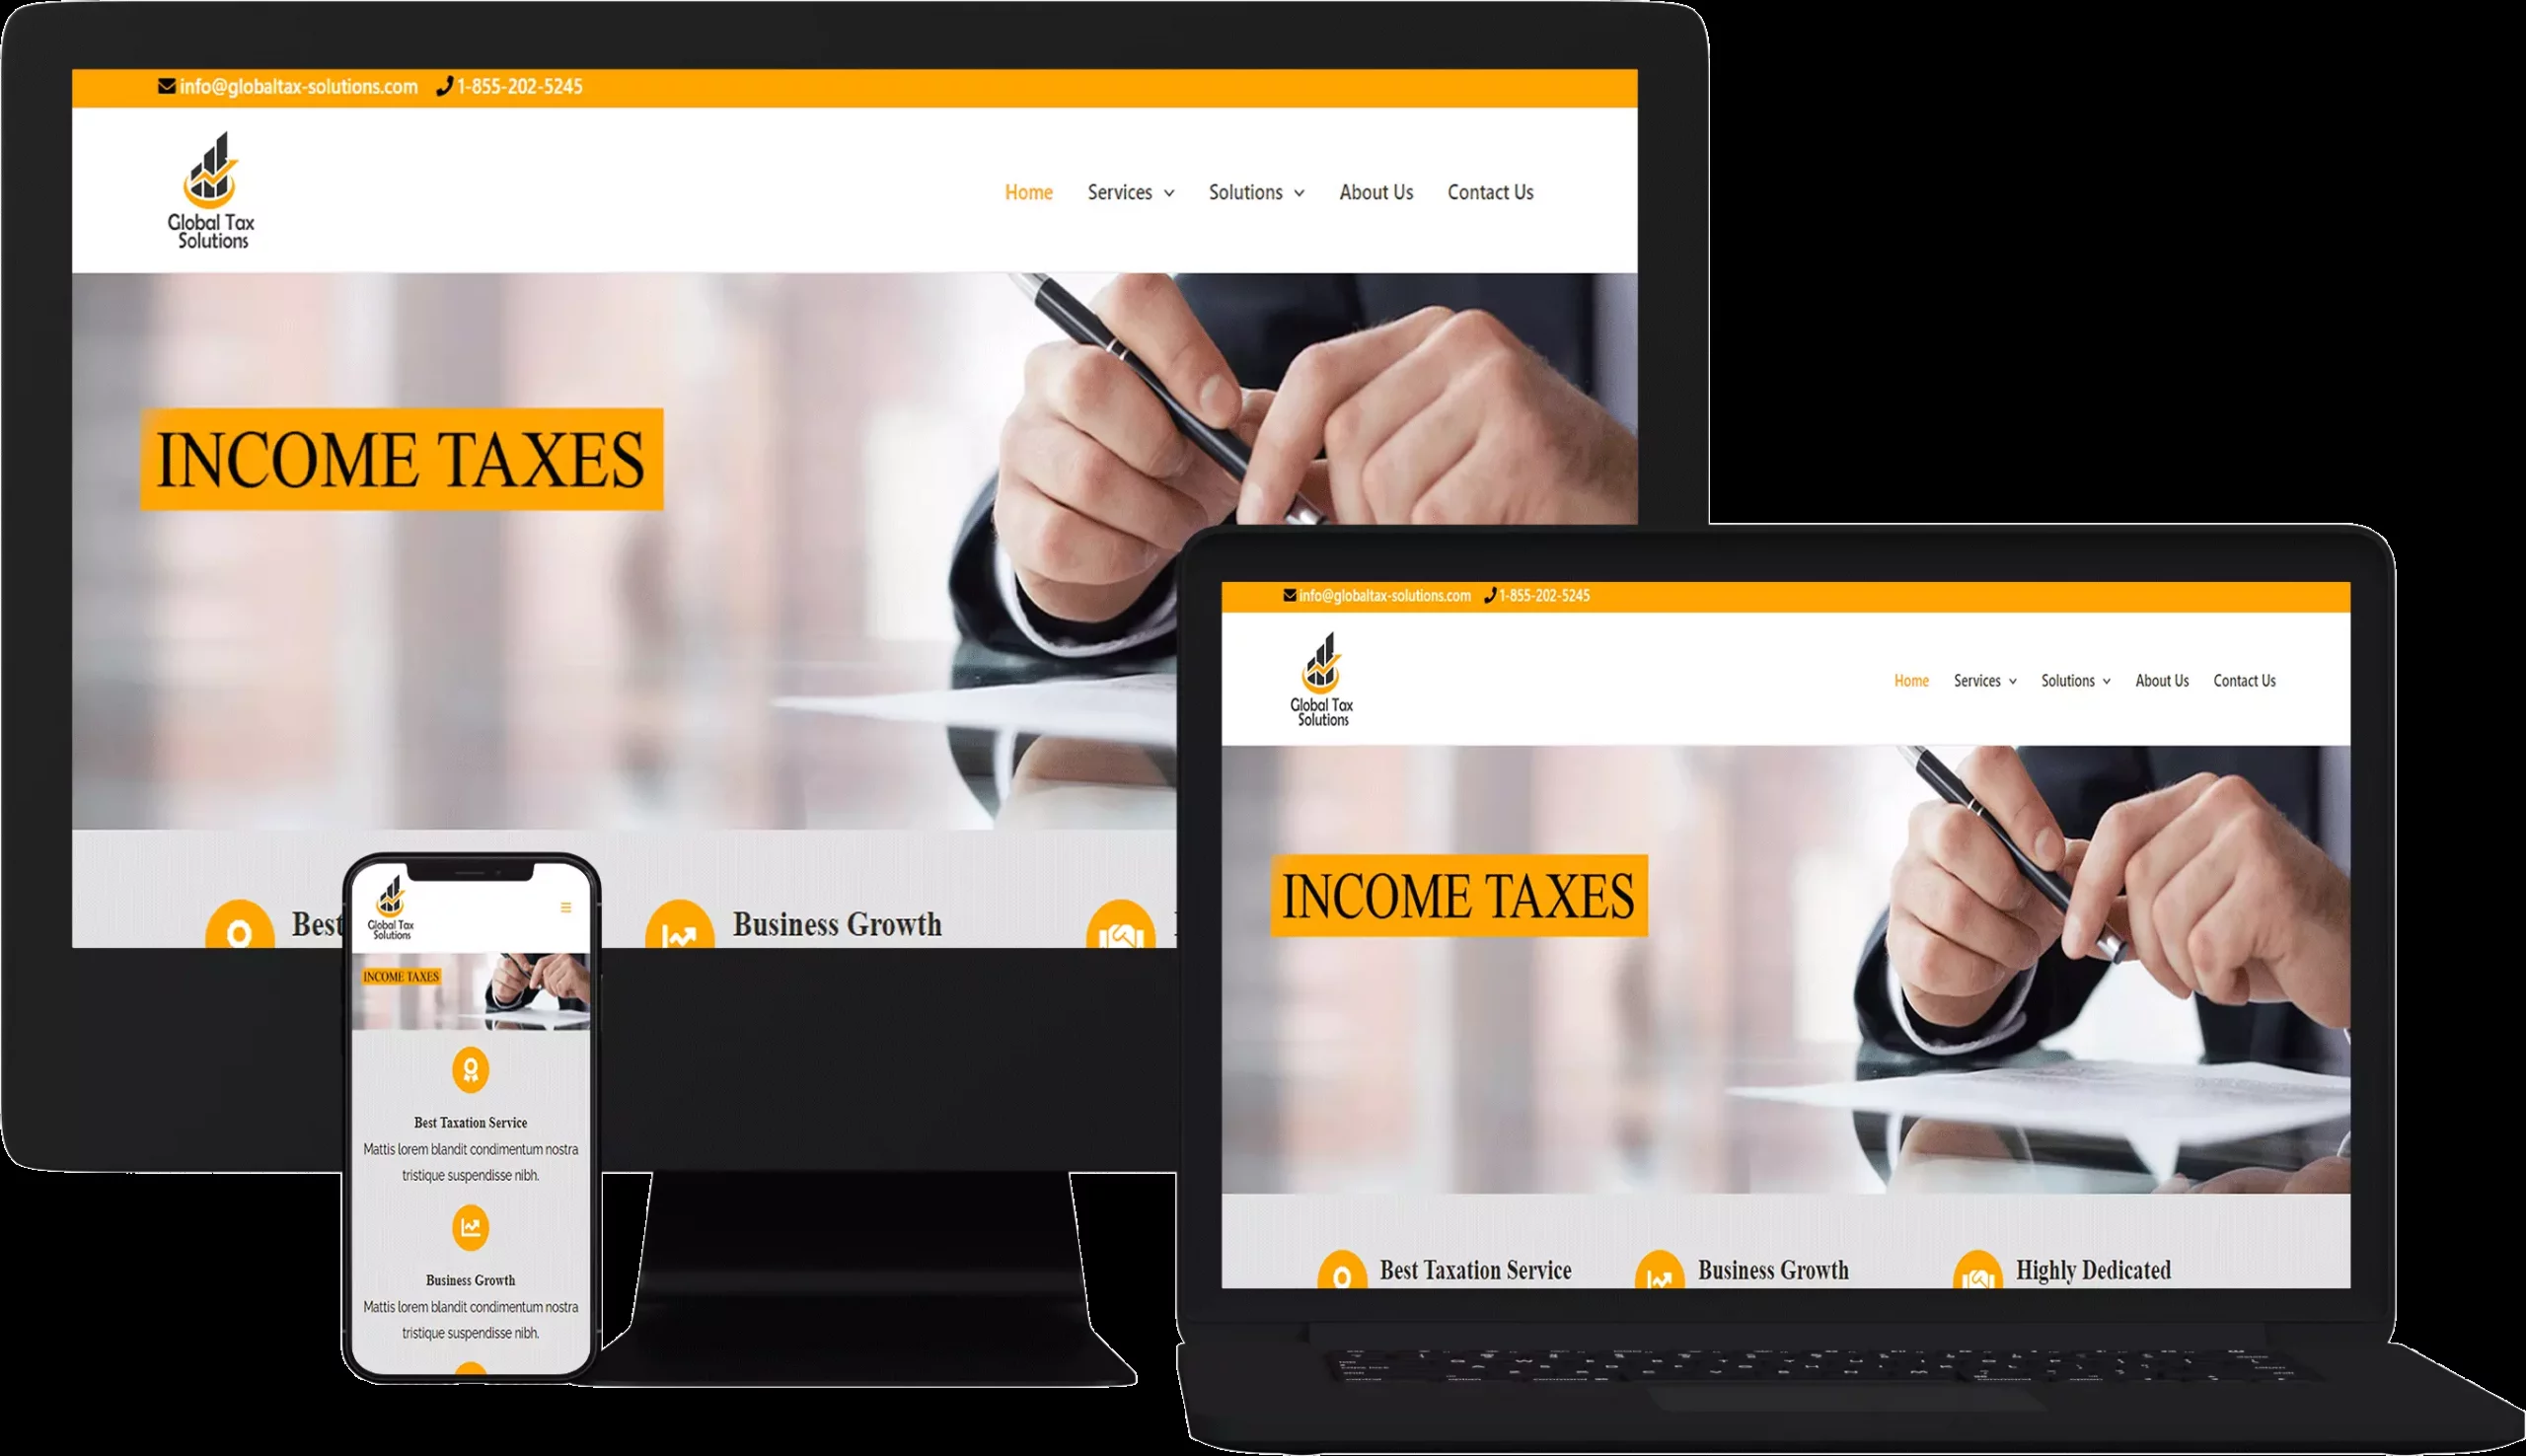 info@globaltax-solutions.com 1-855-202-5245
Global Tax
Solutions
Home Services Solutions About Us Contact Us
INCOME TAXES
Best
Business Growth
Global Tax
Solutions
INCOME TAXES
Best Taxation Service
Mattis lorem blandit condimentum nostra
tristique suspendisse nibh.
Business Growth
Mattis lorem blandit condimentum nostra
tristique suspendisse nibh.
info@globaltax-solutions.com 1-855-202-5245
Global Tax
Solutions
Home Services Solutions About Us Contact Us
INCOME TAXES
Best Taxation Service Business Growth Highly Dedicated